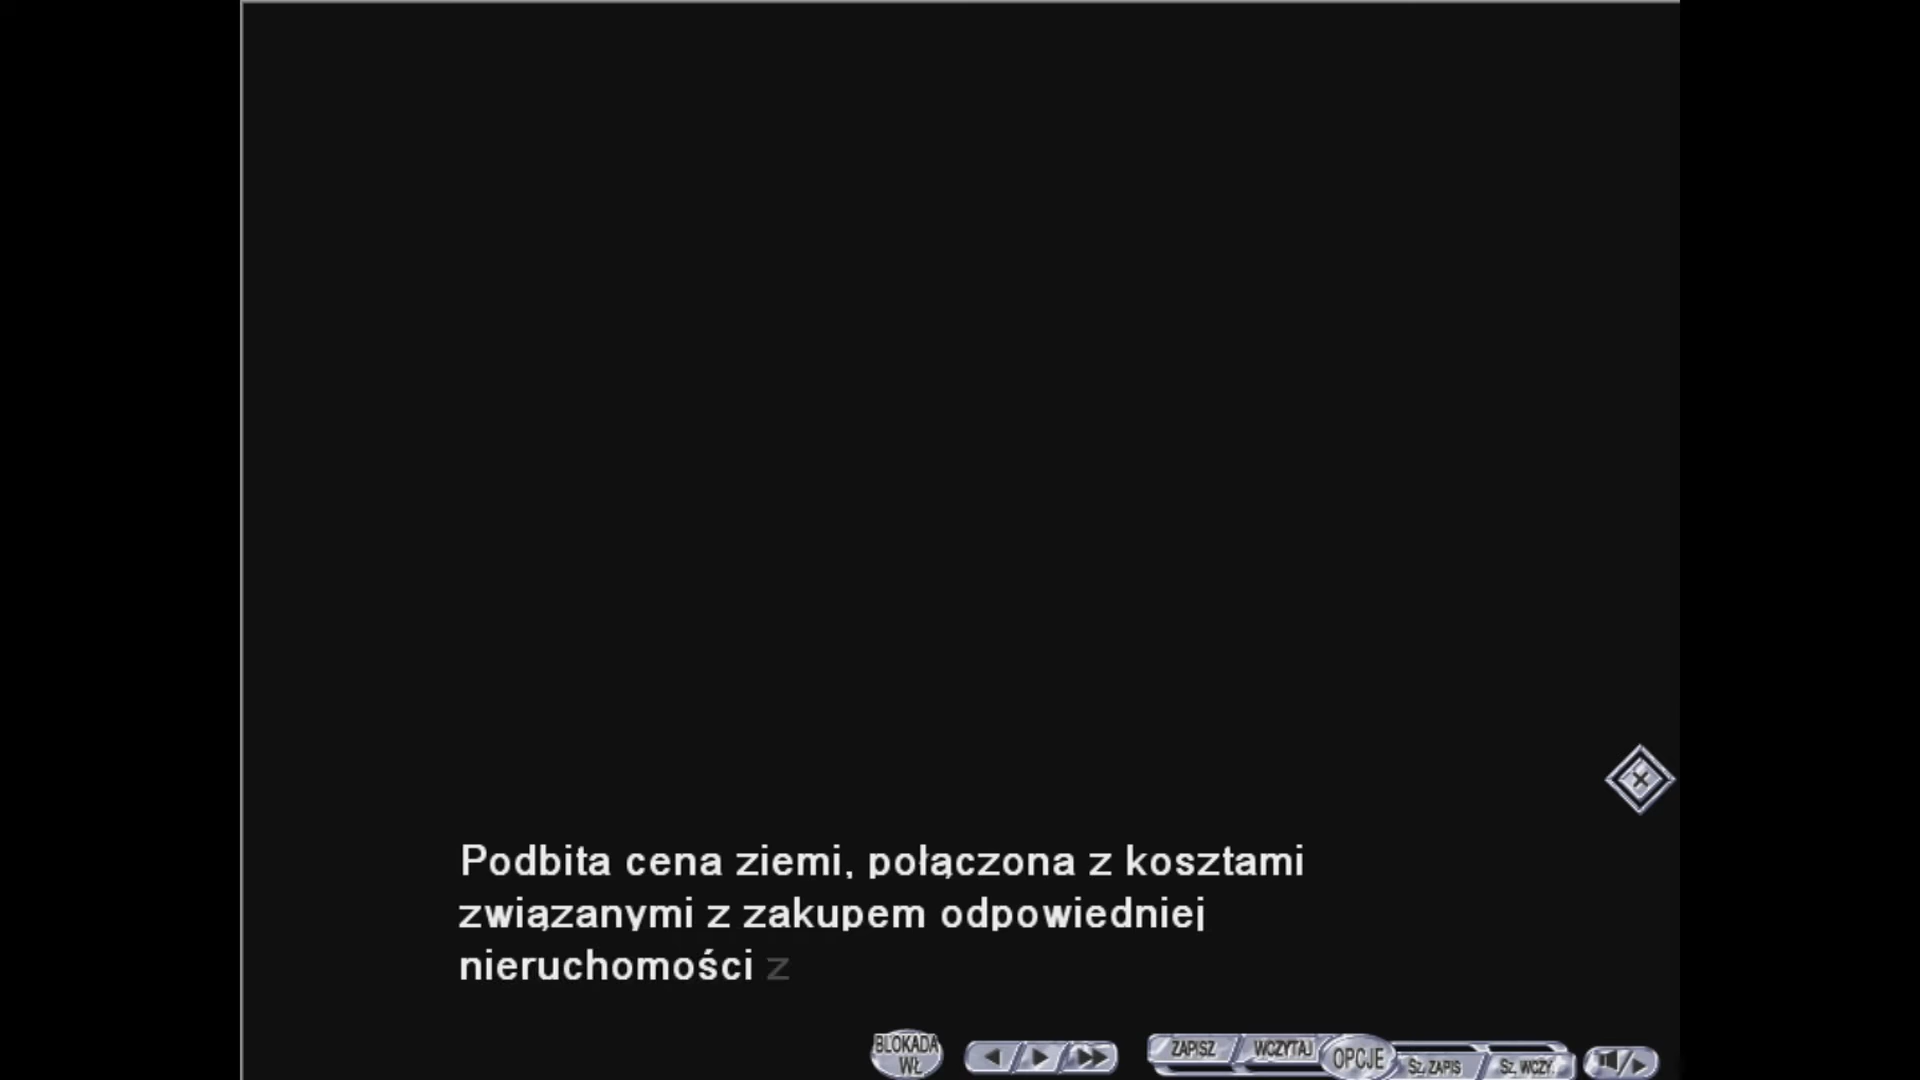 Podbita cena ziemi, połączona z kosztami
związanymi z zakupem odpowiedniej
nieruchomości z
BLOKADA
WŁ
ZAPISZ
WCZYTAJ
OPCJE
Sz. ZAPIS
Sz. WCZY.